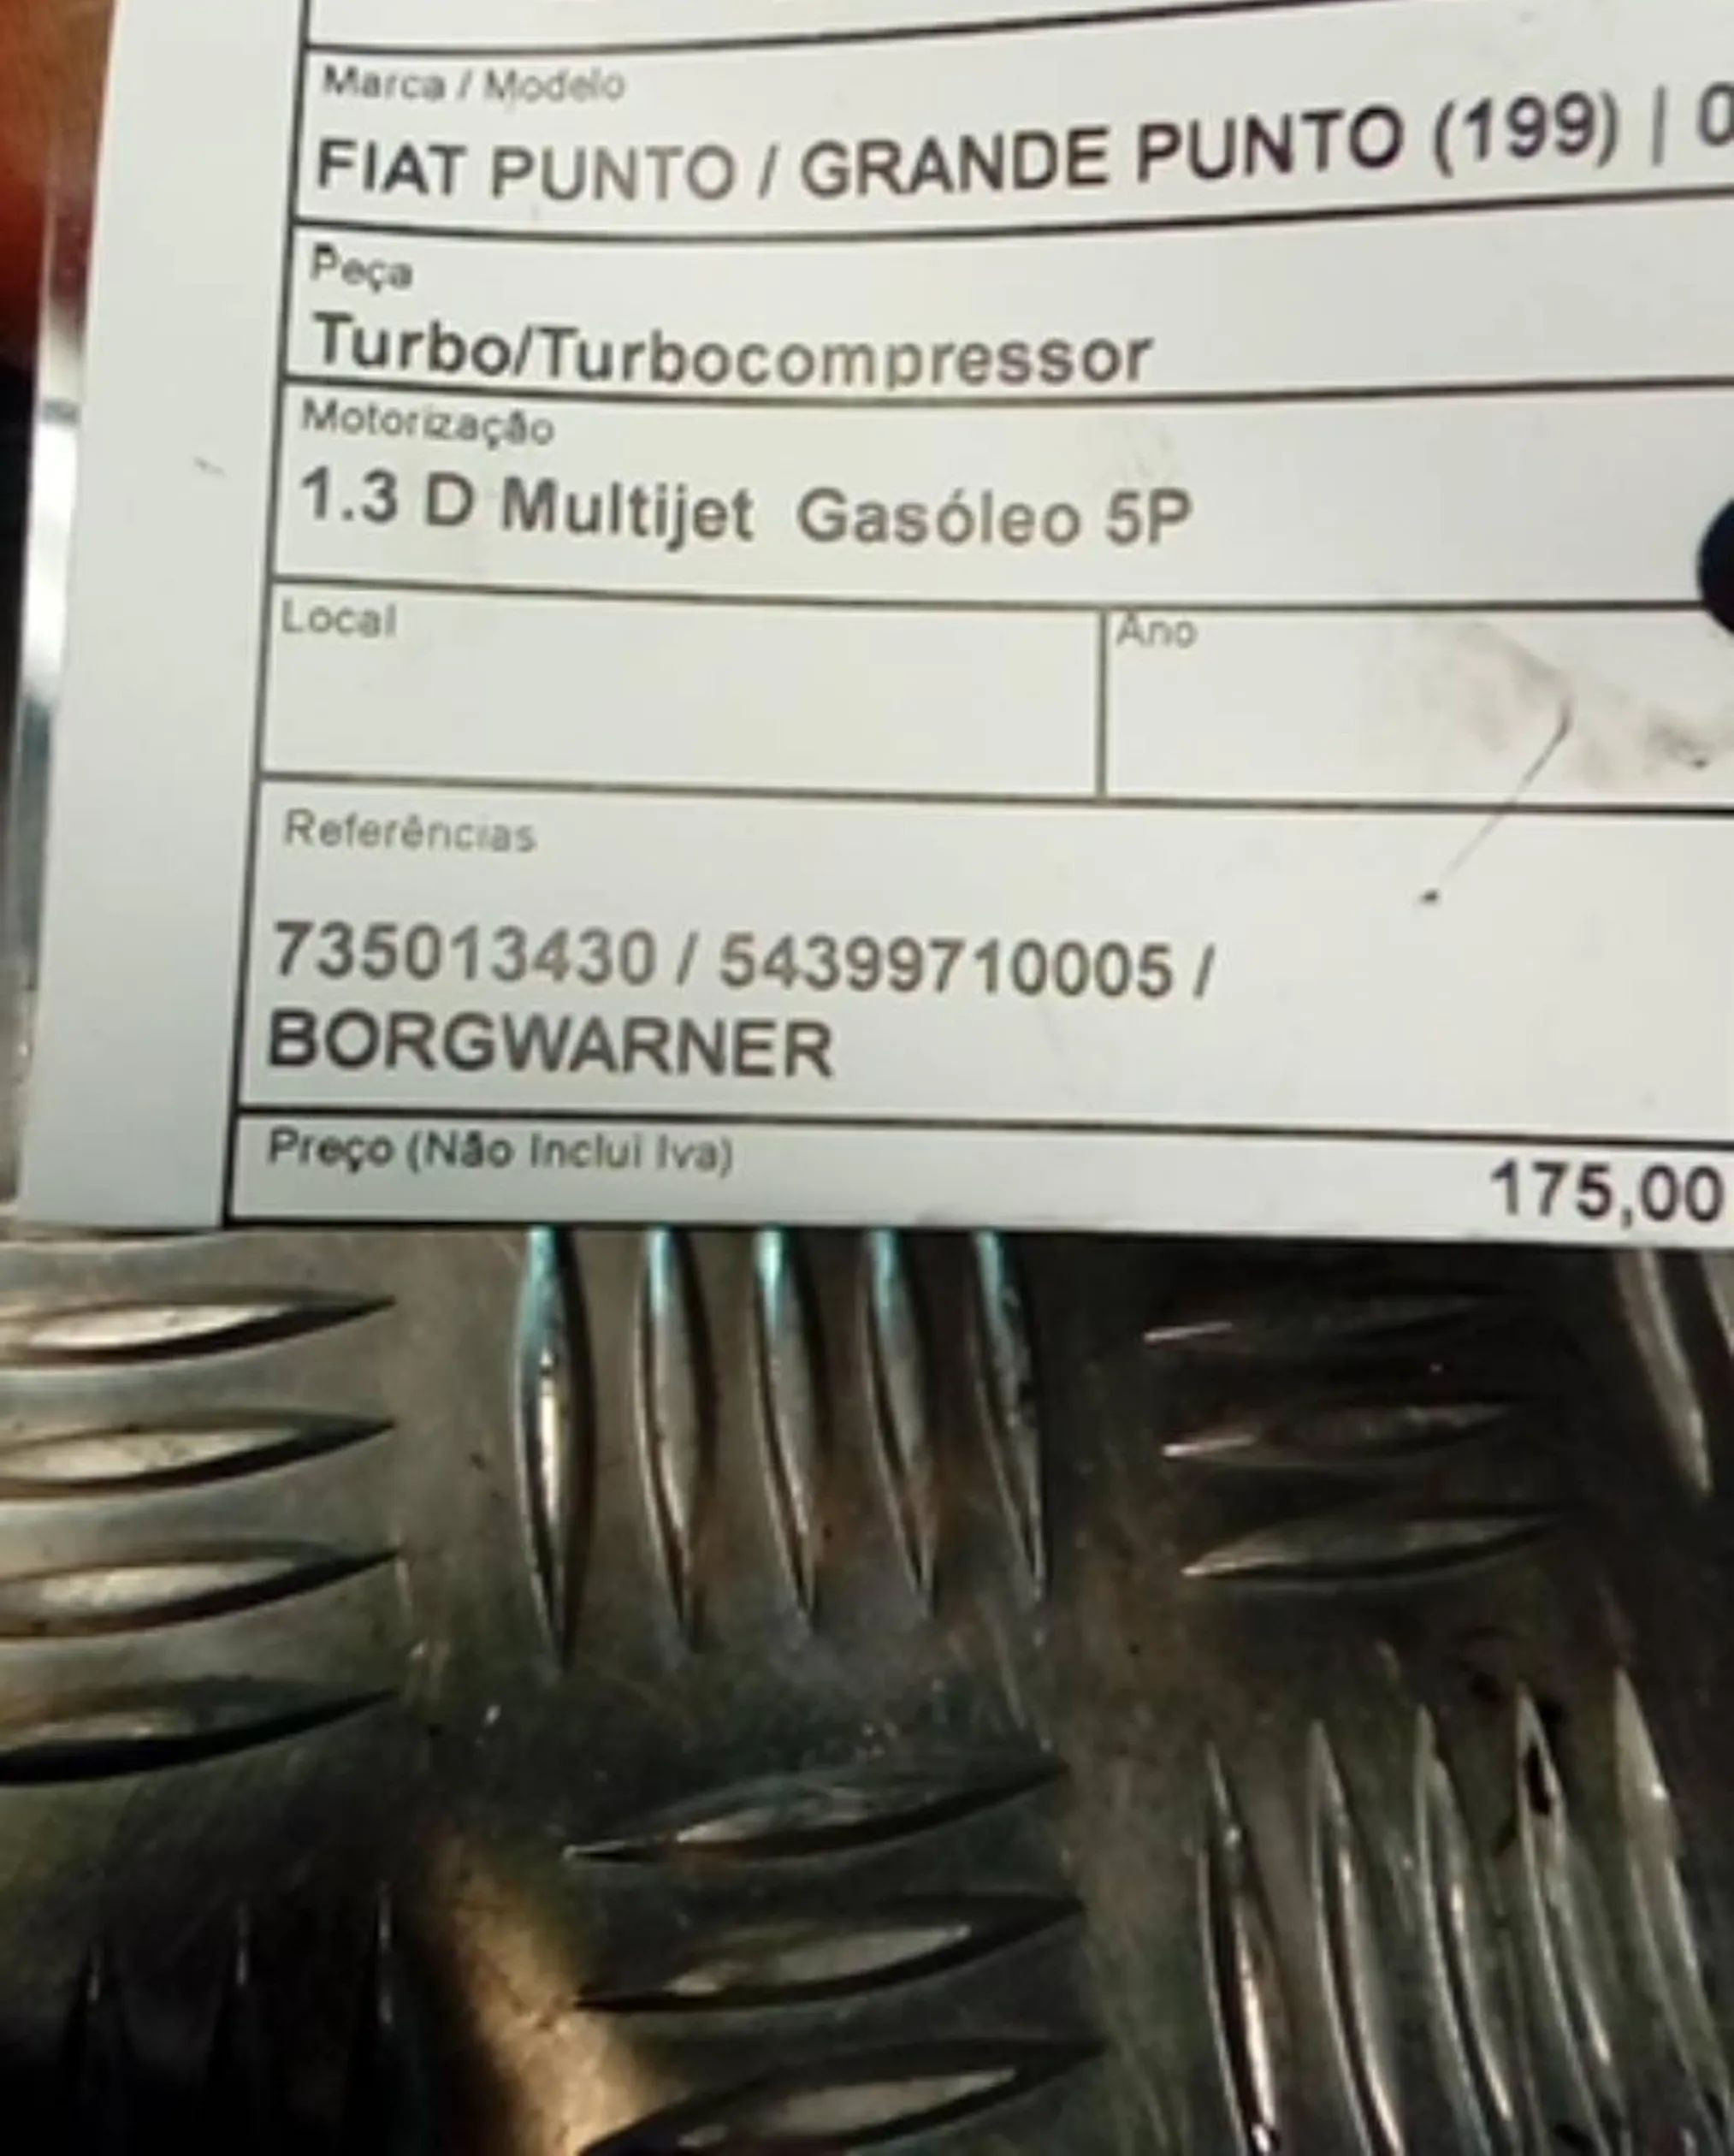 Marca / Modelo
FIAT PUNTO / GRANDE PUNTO (199) | 0
Peça
Turbo/Turbocompressor
Motorização
1.3 D Multijet Gasóleo 5P
Local
Ano
Referências
735013430 / 54399710005 /
BORGWARNER
Preço (Não Inclui Iva)
175,00